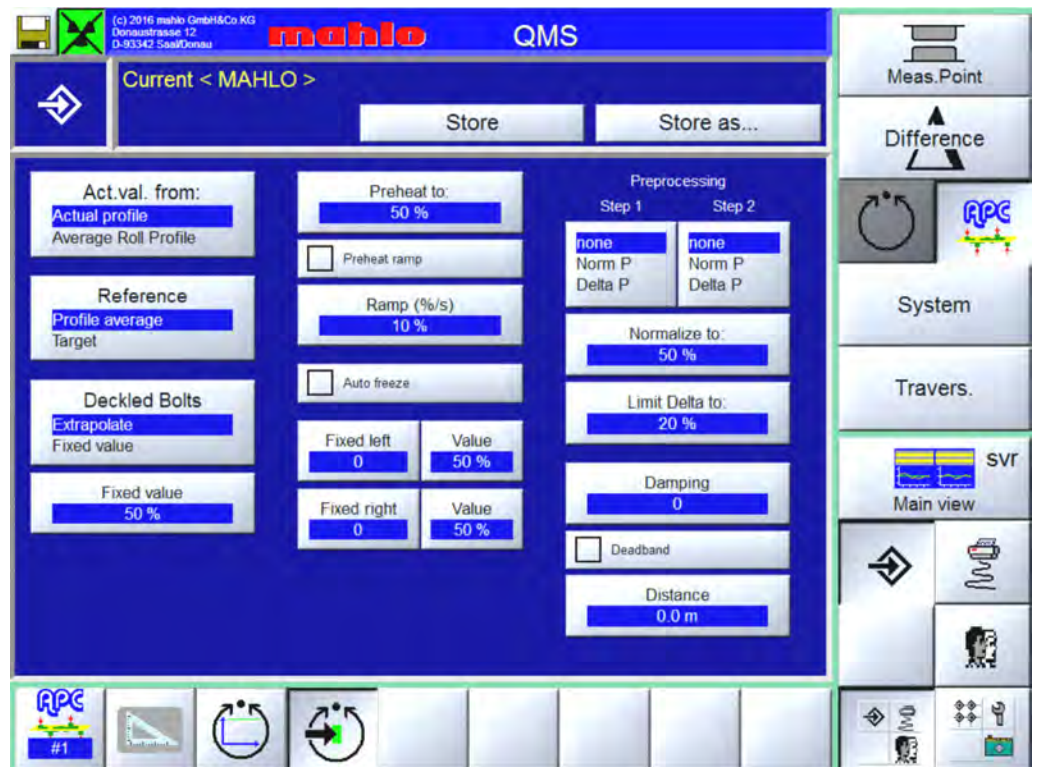 (c) 2016 mahlo GmbH&Co KG
Donaustrasse 12
D-93342 Saal/Donau
mahlo
QMS
Current < MAHLO >
Store
Store as...
Act.val. from:
Actual profile
Average Roll Profile
Reference
Profile average
Target
Deckled Bolts
Extrapolate
Fixed value
Fixed value
50 %
Preheat to:
50 %
Preheat ramp
Ramp (%/s)
10 %
Auto freeze
Fixed left
0
Value
50 %
Fixed right
0
Value
50 %
Preprocessing
Step 1
Step 2
none
Norm P
Delta P
none
Norm P
Delta P
Normalize to:
50 %
Limit Delta to:
20 %
Damping
0
Deadband
Distance
0.0 m
Meas.Point
Difference
APC
System
Travers.
svr
Main view
APC
#1